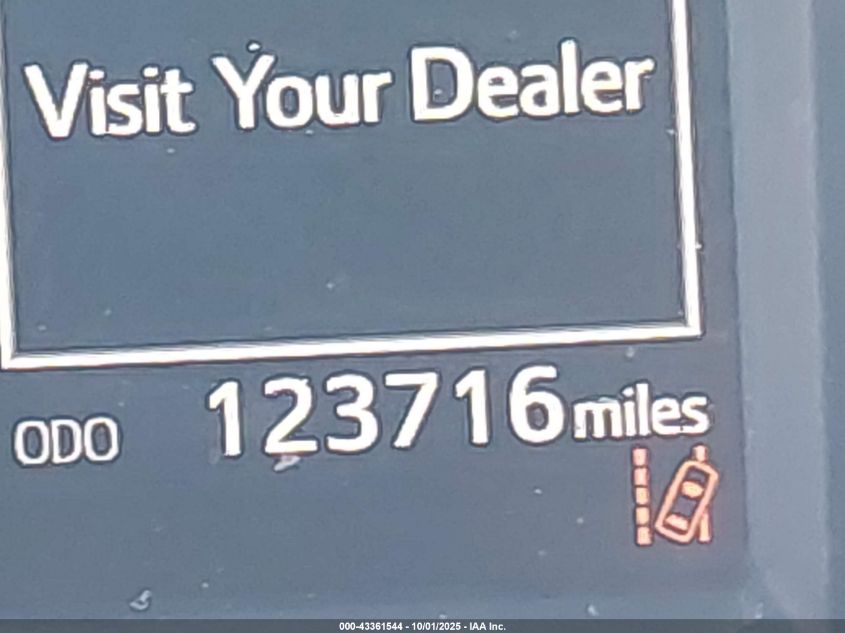 Visit Your Dealer
ODO 123716 miles
000-43361544 - 10/01/2025 - IAA Inc.